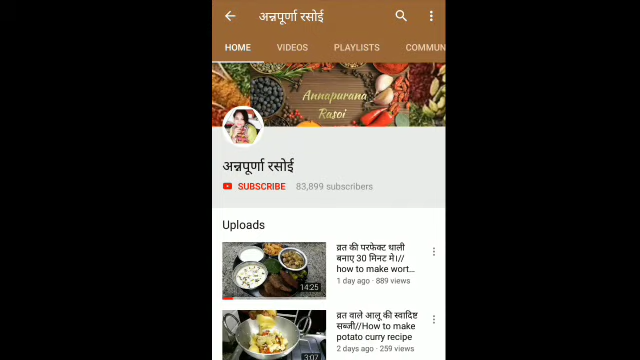 अन्नपूर्णा रसोई
HOME VIDEOS PLAYLISTS COMMUN
Annapurana
Rasoi
अन्नपूर्णा रसोई
SUBSCRIBE 83,899 subscribers
Uploads
व्रत की परफेक्ट थाली
बनाए 30 मिनट मे।//
how to make wort...
1 day ago · 889 views
14:25
व्रत वाले आलू की स्वादिष्ट
सब्जी//How to make
potato curry recipe
2 days ago · 259 views
3:07